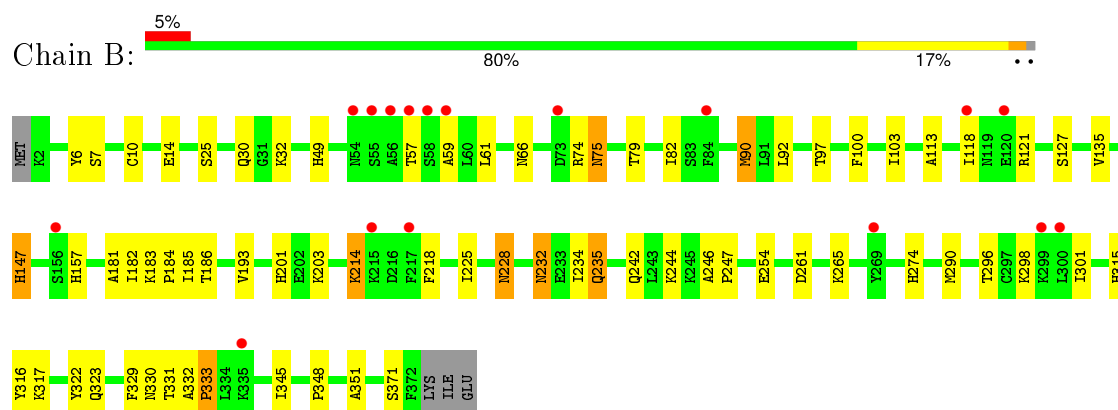 5%
Chain B:
80%
17%
• •
MET K2 Y6 S7 C10 E14 S25 Q30 G31 K32 H49 N54 S55 A56 T57 S58 A59 L60 L61 N66 D73 R74 N75 T79 I82 S83 F84 M90 L91 L92 T97 F100 I103 A113 I118 N119 E120 R121 S127 V135
H147 S156 H157 A181 I182 K183 P184 I185 T186 V193 H201 E202 K203 K214 K215 D216 F217 F218 I225 N228 N232 E233 I234 Q235 Q242 L243 K244 K245 A246 P247 E254 D261 K265 Y269 H274 M290 T296 C297 K298 K299 L300 I301
Y316 K317 Y322 Q323 F329 N330 T331 A332 P333 L334 K335 I345 P348 A351 S371 F372 LYS ILE GLU